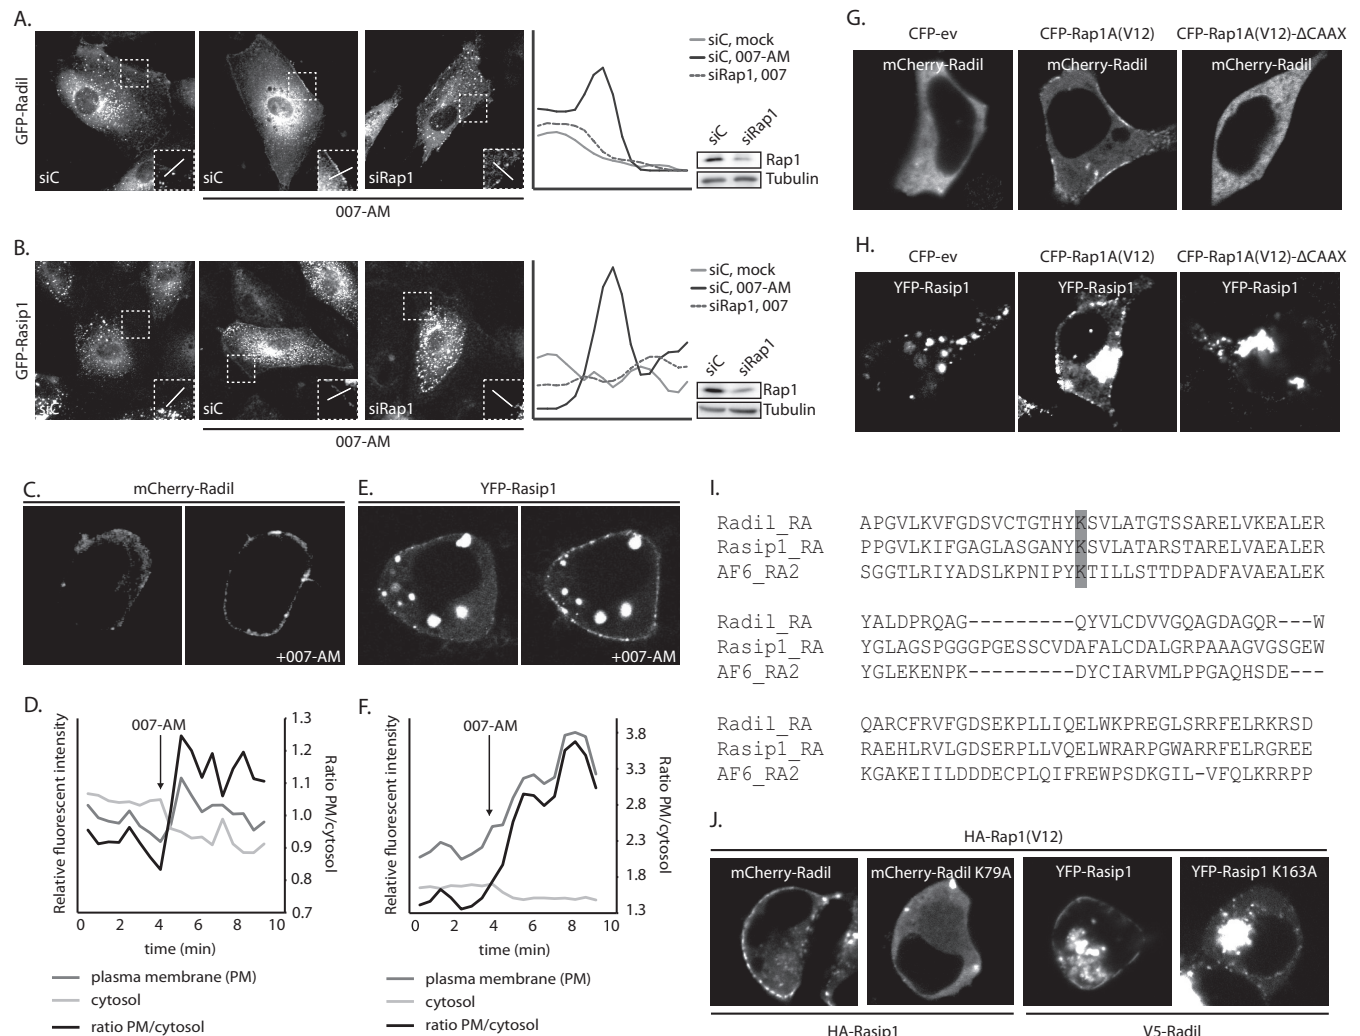 A.
GFP-Radil
siC
siC
siRap1
007-AM
siC, mock
siC, 007-AM
siRap1, 007
siC
siRap1
Rap1
Tubulin
B.
GFP-Rasip1
siC
siC
siRap1
007-AM
siC, mock
siC, 007-AM
siRap1, 007
siC
siRap1
Rap1
Tubulin
C.
mCherry-Radil
+007-AM
E.
YFP-Rasip1
+007-AM
D.
007-AM
Relative fluorescent intensity
Ratio PM/cytosol
1.3
1.2
1.1
1.0
0.9
0.8
0.7
0 2 4 6 8 10
time (min)
plasma membrane (PM)
cytosol
ratio PM/cytosol
F.
007-AM
Relative fluorescent intensity
Ratio PM/cytosol
3.8
3.3
2.8
2.3
1.8
1.3
0 2 4 6 8 10
time (min)
plasma membrane (PM)
cytosol
ratio PM/cytosol
G.
CFP-ev CFP-Rap1A(V12) CFP-Rap1A(V12)-ΔCAAX
mCherry-Radil mCherry-Radil mCherry-Radil
H.
CFP-ev CFP-Rap1A(V12) CFP-Rap1A(V12)-ΔCAAX
YFP-Rasip1 YFP-Rasip1 YFP-Rasip1
I.
Radil_RA APGVLKVFGDSVCTGTHYKSVLATGTSSARELVKEALER
Rasip1_RA PPGVLKIFGAGLASGANYKSVLATARSTARELVAEALER
AF6_RA2 SGGTLRIYADSLKPNIPYKTILLSTTDPADFAVAEALEK
Radil_RA YALDPRQAG---------QYVLCDVVGQAGDAGQR---W
Rasip1_RA YGLAGSPGGGPGESSCVDAFALCDALGRPAAAGVGSGEW
AF6_RA2 YGLEKENPK---------DYCIARVMLPPGAQHSDE---
Radil_RA QARCFRVFGDSEKPLLIQELWKPREGLSRRFELRKRSD
Rasip1_RA RAEHLRVLGDSERPLLVQELWRARPGWARRFELRGREE
AF6_RA2 KGAKEIILDDDECPLQIFREWPSDKGIL-VFQLKRRPP
J.
HA-Rap1(V12)
mCherry-Radil mCherry-Radil K79A YFP-Rasip1 YFP-Rasip1 K163A
HA-Rasip1 V5-Radil